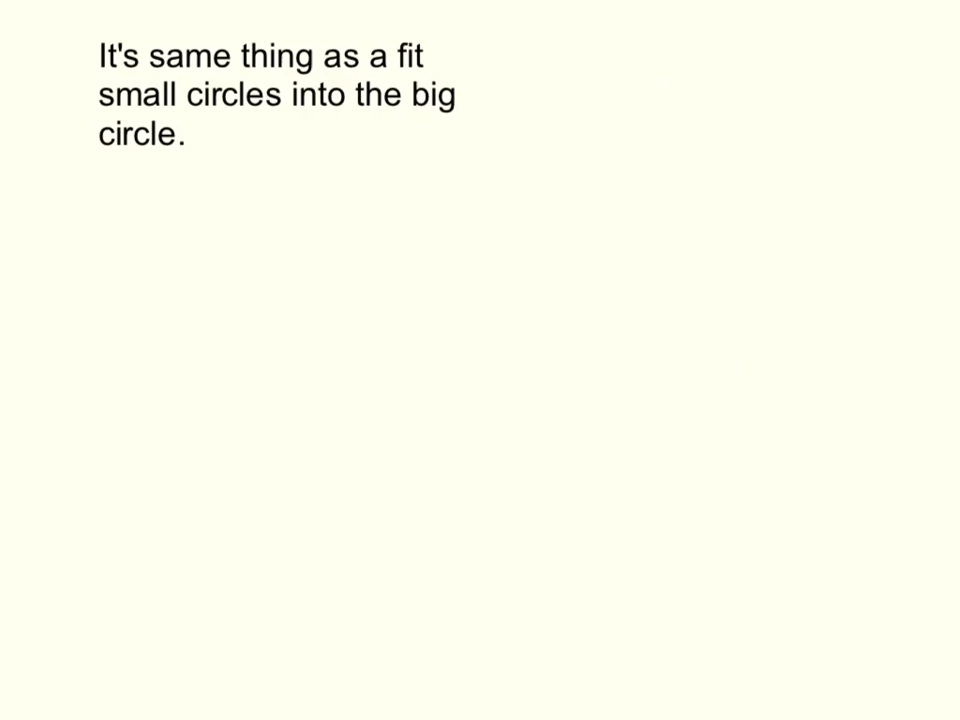 It's same thing as a fit
small circles into the big
circle.